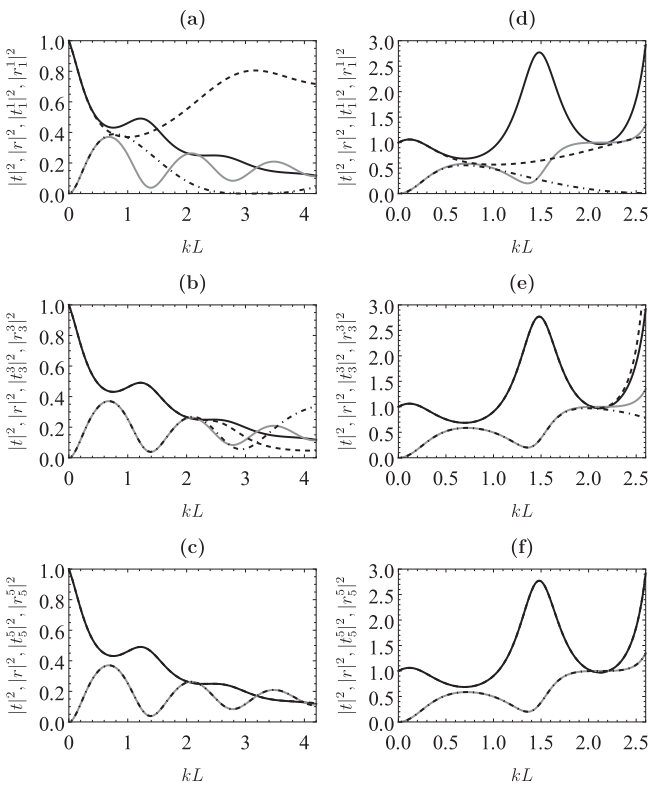 (a)
|t|², |r|², |t₁¹|², |r₁¹|²
1.0
0.8
0.6
0.4
0.2
0.0
0 1 2 3 4
kL
(d)
|t|², |r|², |t₁¹|², |r₁¹|²
3.0
2.5
2.0
1.5
1.0
0.5
0.0
0.0 0.5 1.0 1.5 2.0 2.5
kL
(b)
|t|², |r|², |t₃³|², |r₃³|²
1.0
0.8
0.6
0.4
0.2
0.0
0 1 2 3 4
kL
(e)
|t|², |r|², |t₃³|², |r₃³|²
3.0
2.5
2.0
1.5
1.0
0.5
0.0
0.0 0.5 1.0 1.5 2.0 2.5
kL
(c)
|t|², |r|², |t₅⁵|², |r₅⁵|²
1.0
0.8
0.6
0.4
0.2
0.0
0 1 2 3 4
kL
(f)
|t|², |r|², |t₅⁵|², |r₅⁵|²
3.0
2.5
2.0
1.5
1.0
0.5
0.0
0.0 0.5 1.0 1.5 2.0 2.5
kL